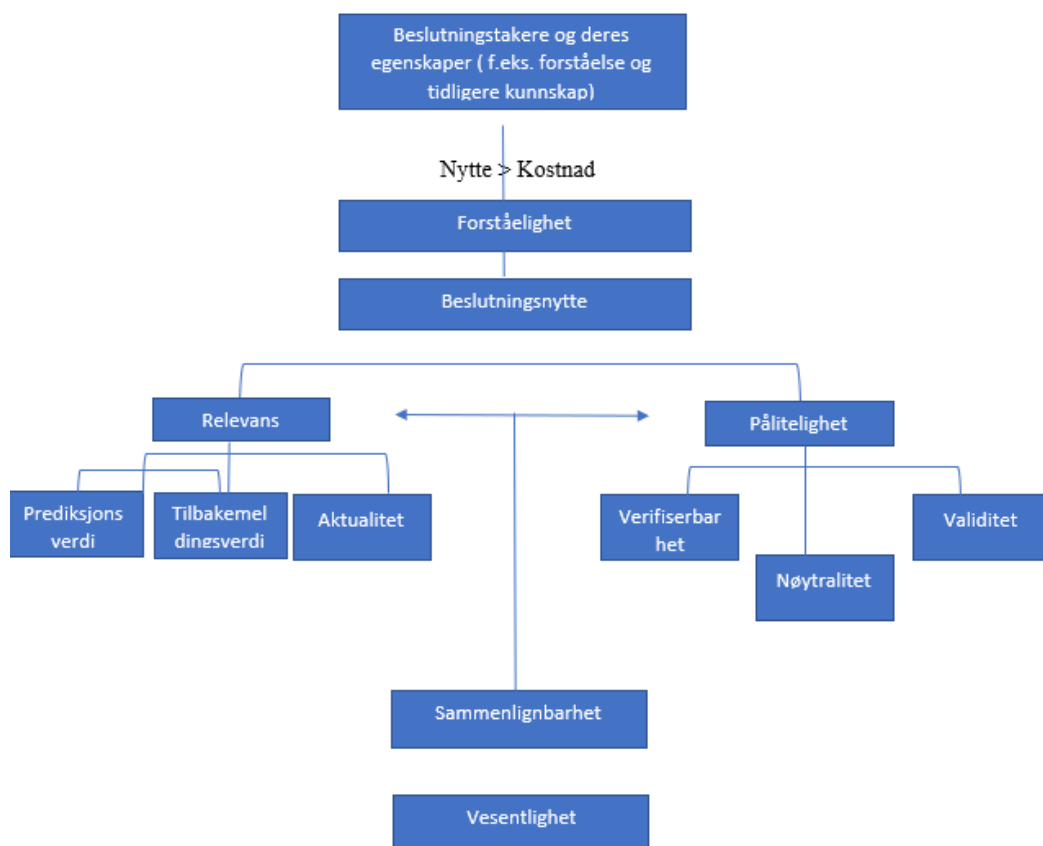 Beslutningstakere og deres
egenskaper ( f.eks. forståelse og
tidligere kunnskap)
Nytte > Kostnad
Forståelighet
Beslutningsnytte
Relevans
Pålitelighet
Prediksjons
verdi
Tilbakemel
dingsverdi
Aktualitet
Verifiserbar
het
Nøytralitet
Validitet
Sammenlignbarhet
Vesentlighet